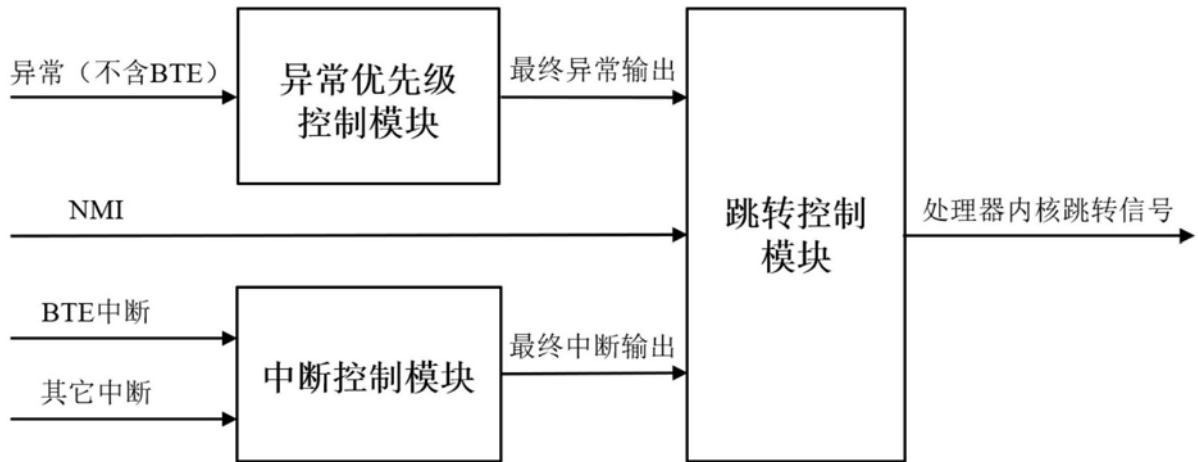 异常（不含BTE）
异常优先级
控制模块
最终异常输出
NMI
跳转控制
模块
处理器内核跳转信号
BTE中断
其它中断
中断控制模块
最终中断输出